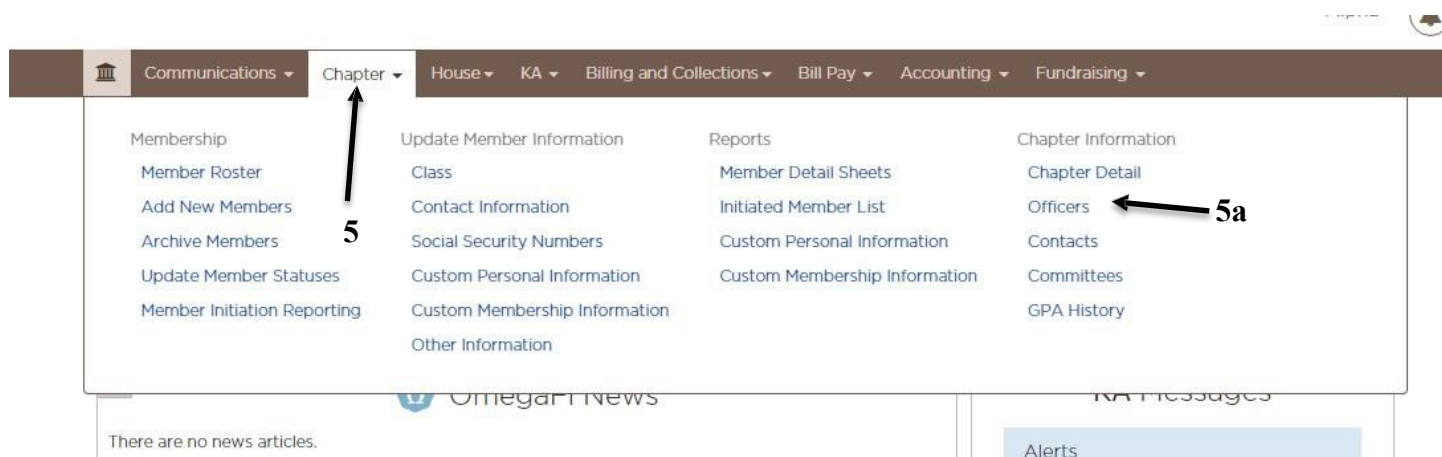 Communications Chapter House KA Billing and Collections Bill Pay Accounting Fundraising
Membership
Member Roster
Add New Members
Archive Members
Update Member Statuses
Member Initiation Reporting
5
Update Member Information
Class
Contact Information
Social Security Numbers
Custom Personal Information
Custom Membership Information
Other Information
Reports
Member Detail Sheets
Initiated Member List
Custom Personal Information
Custom Membership Information
Chapter Information
Chapter Detail
Officers
5a
Contacts
Committees
GPA History
OmegaFi News
There are no news articles.
KA Messages
Alerts